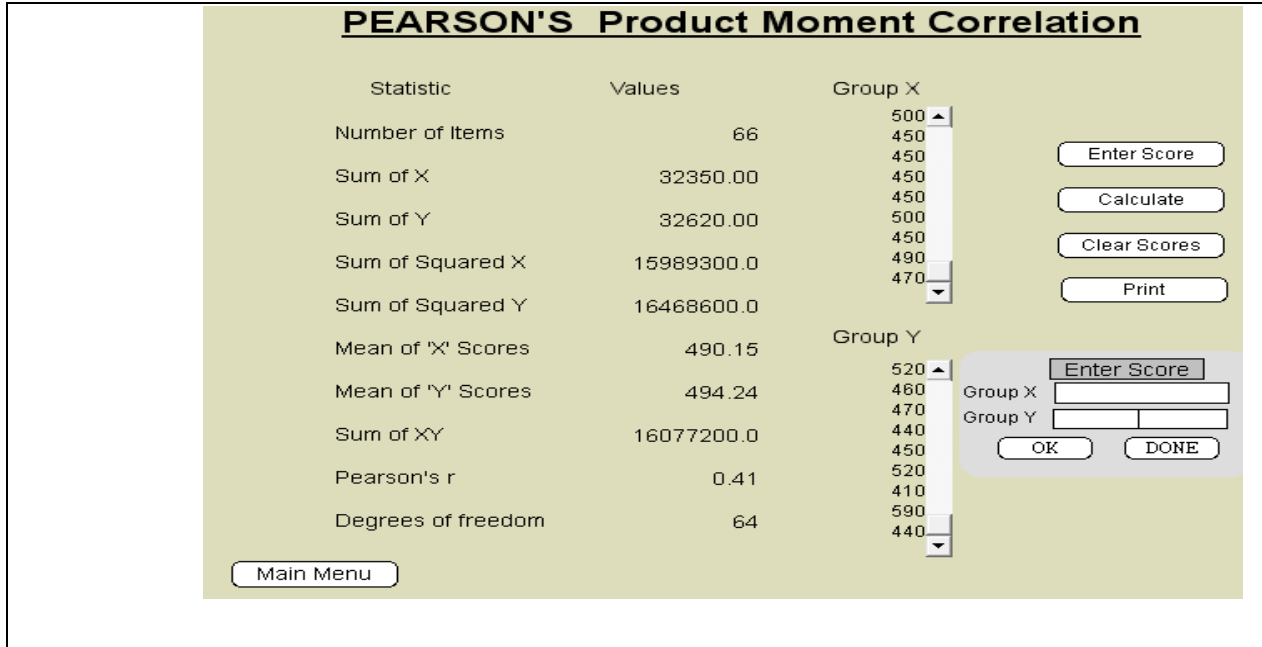 PEARSON'S Product Moment Correlation
Statistic Values Group X
Number of Items 66
Sum of X 32350.00
Sum of Y 32620.00
Sum of Squared X 15989300.0
Sum of Squared Y 16468600.0
Mean of 'X' Scores 490.15
Mean of 'Y' Scores 494.24
Sum of XY 16077200.0
Pearson's r 0.41
Degrees of freedom 64
500
450
450
450
450
500
450
490
470
Group Y
520
460
470
440
450
520
410
590
440
Enter Score
Calculate
Clear Scores
Print
Enter Score
Group X
Group Y
OK DONE
Main Menu